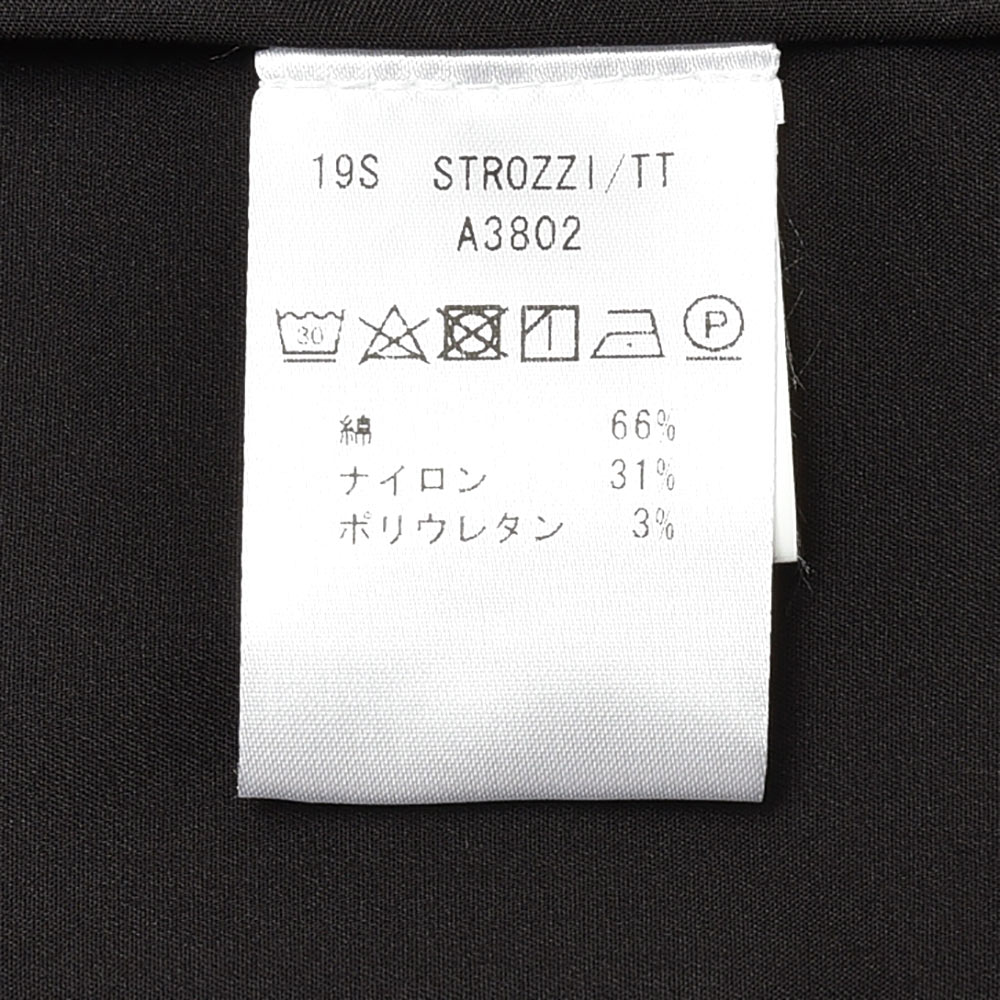 19S STROZZI/TT
A3802
30 P
綿 66%
ナイロン 31%
ポリウレタン 3%